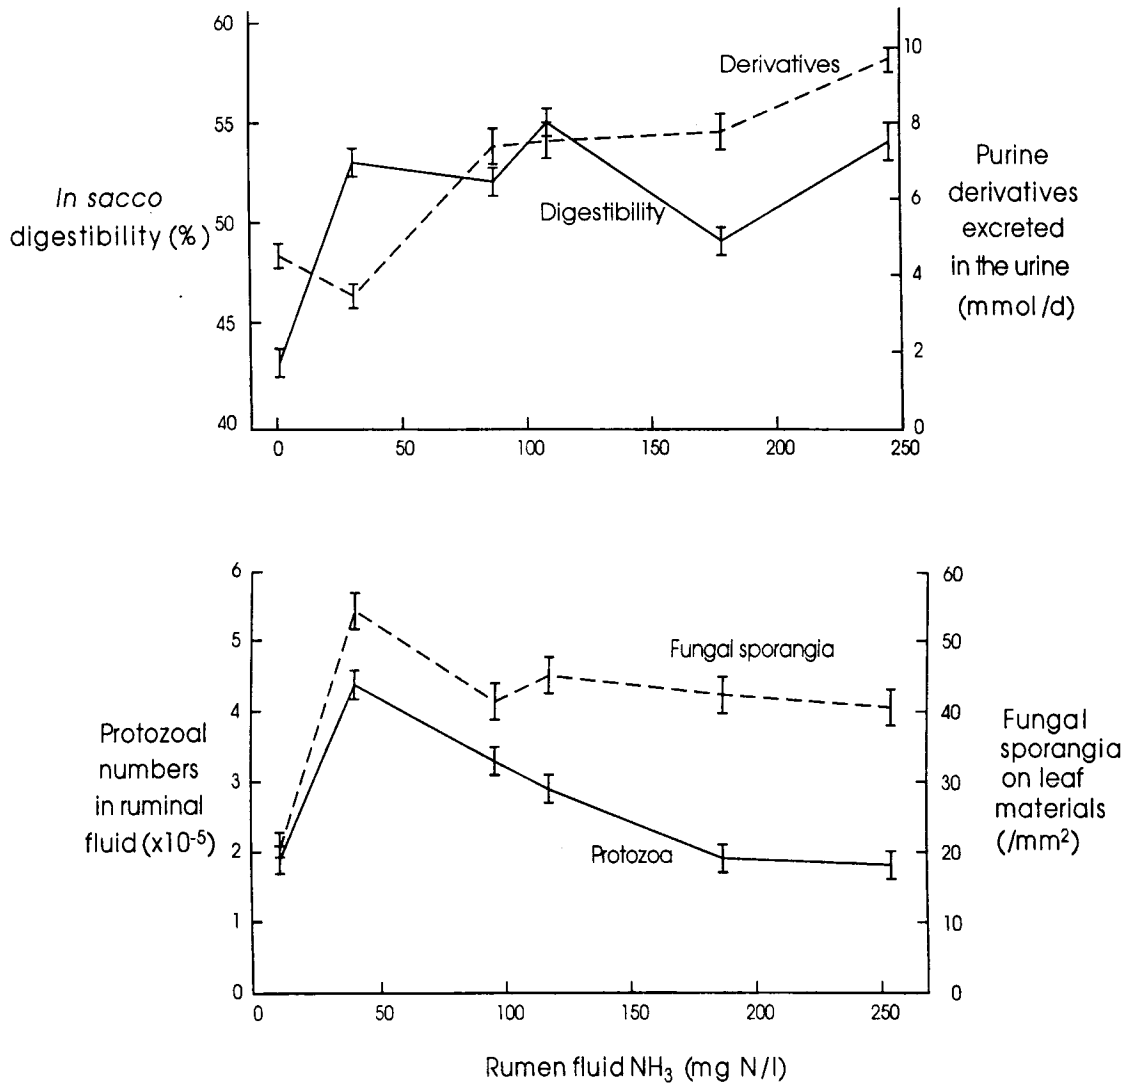 60
55
50
45
40
In sacco
digestibility (%)
Derivatives
Digestibility
10
8
6
4
2
0
Purine
derivatives
excreted
in the urine
(mmol/d)
0 50 100 150 200 250
6
5
4
3
2
1
0
Protozoal
numbers
in ruminal
fluid (x10-5)
Fungal sporangia
Protozoa
60
50
40
30
20
10
0
Fungal
sporangia
on leaf
materials
(/mm²)
0 50 100 150 200 250
Rumen fluid NH₃ (mg N/l)